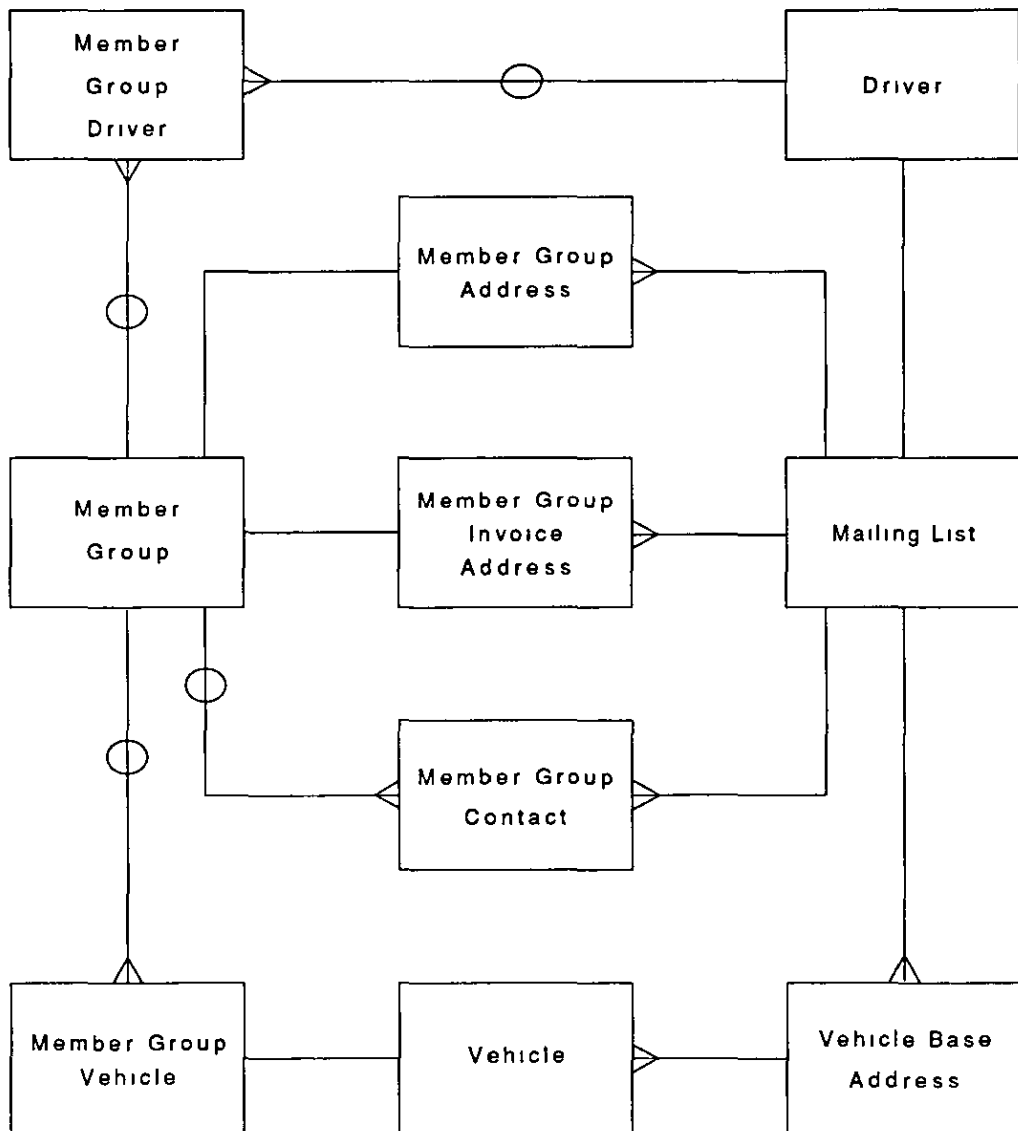 Member
Group
Driver
Driver
Member Group
Address
Member
Group
Member Group
Invoice
Address
Mailing List
Member Group
Contact
Member Group
Vehicle
Vehicle
Vehicle Base
Address